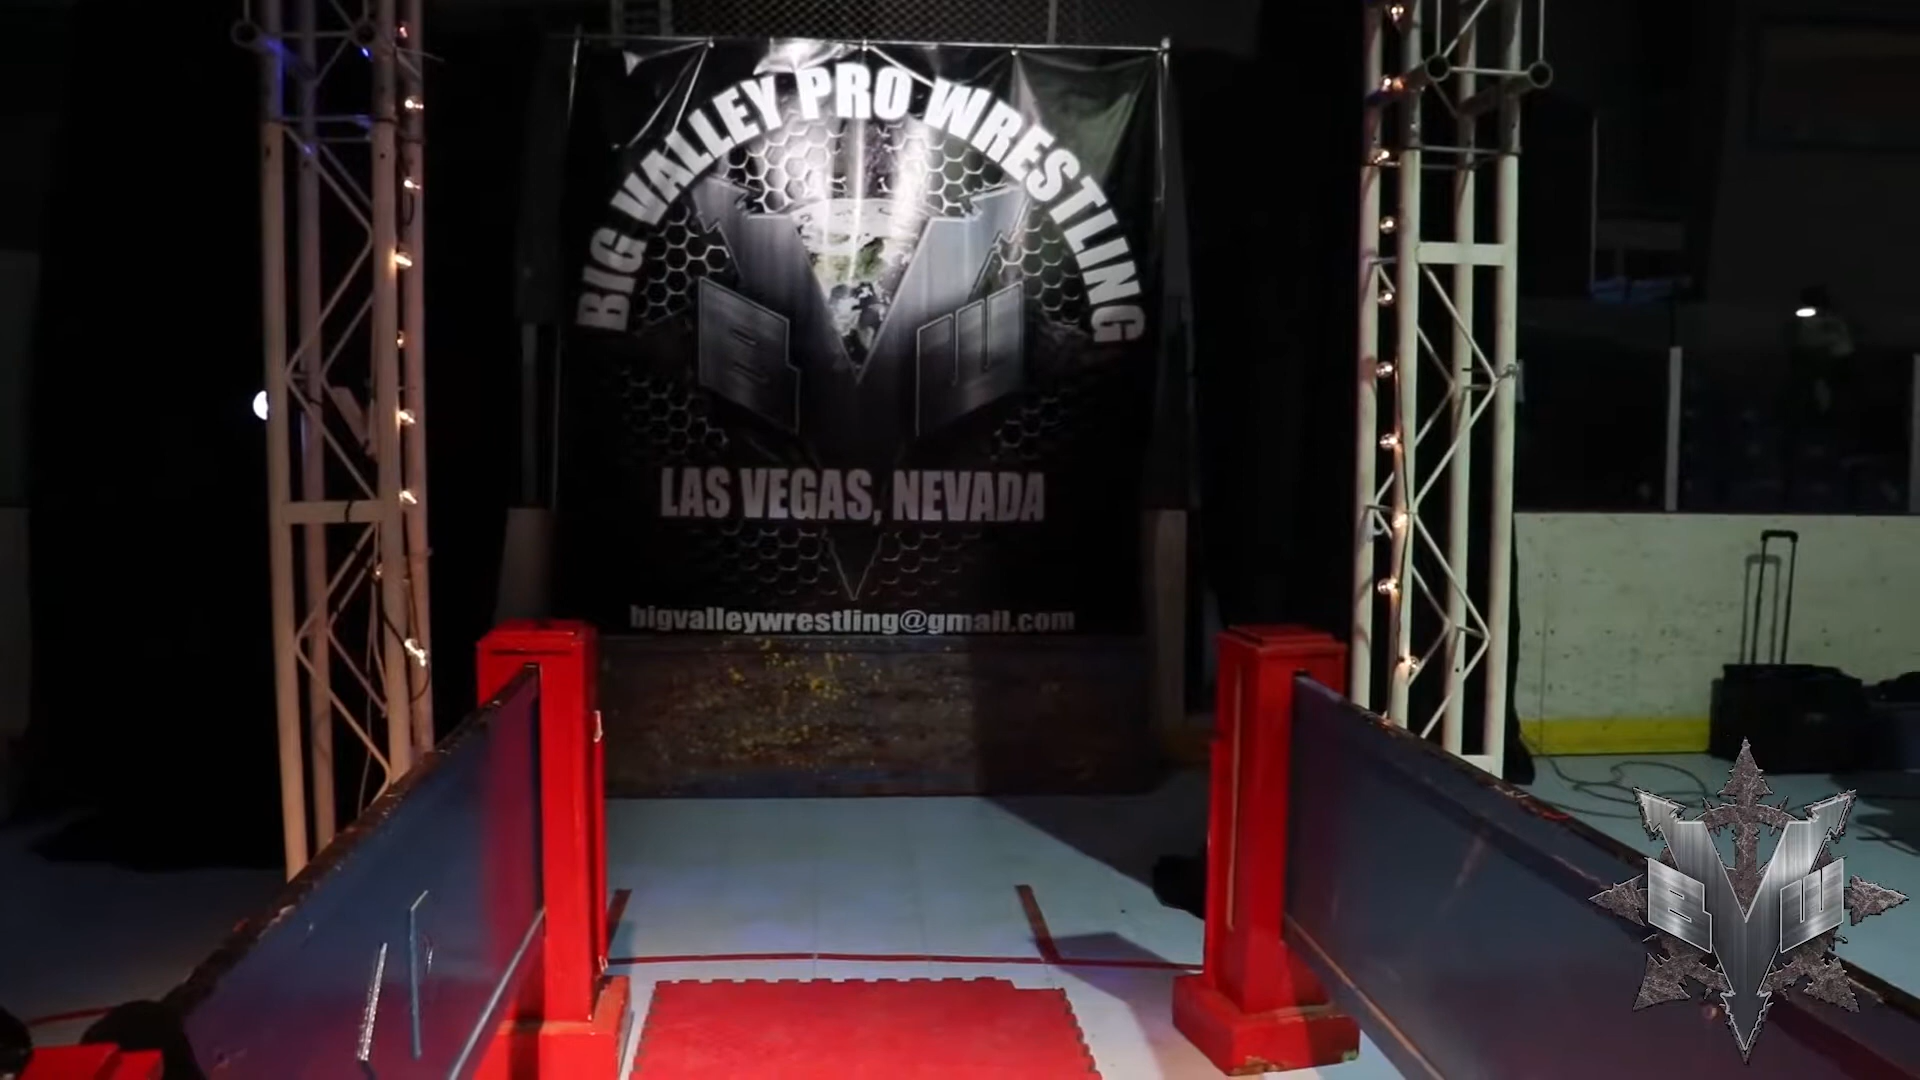 BIG VALLEY PRO WRESTLING
B V W
LAS VEGAS, NEVADA
bigvalleywrestling@gmail.com
B V W